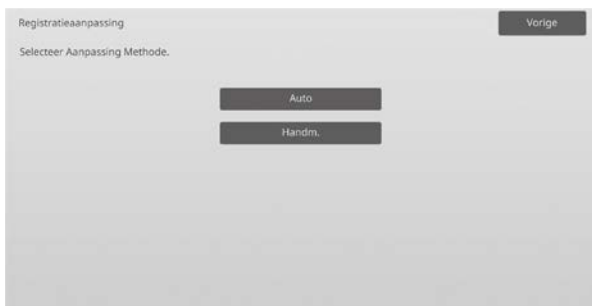 Registratieaanpassing
Vorige
Selecteer Aanpassing Methode.
Auto
Handm.